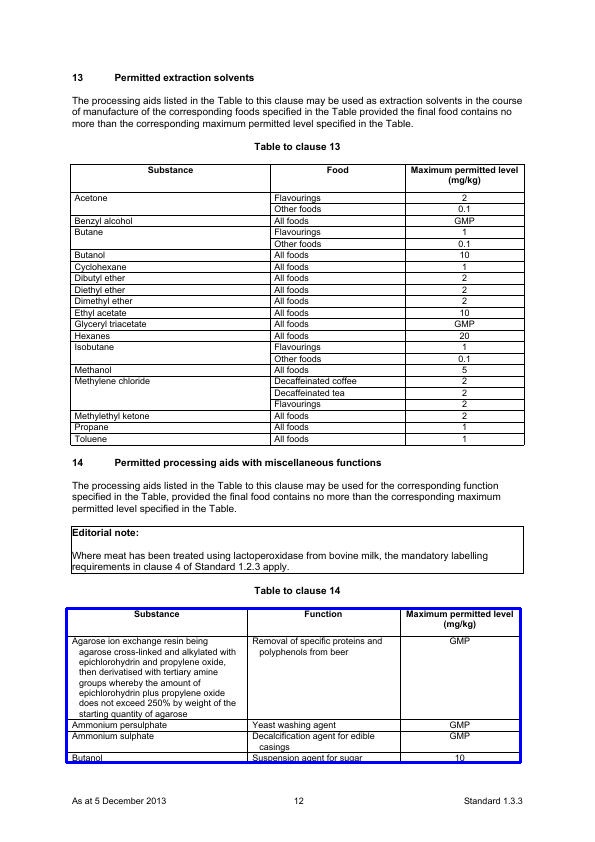 13 Permitted extraction solvents
The processing aids listed in the Table to this clause may be used as extraction solvents in the course
of manufacture of the corresponding foods specified in the Table provided the final food contains no
more than the corresponding maximum permitted level specified in the Table.
Table to clause 13
Substance Food Maximum permitted level
(mg/kg)
Acetone Flavourings 2
Other foods 0.1
Benzyl alcohol All foods GMP
Butane Flavourings 1
Other foods 0.1
Butanol All foods 10
Cyclohexane All foods 1
Dibutyl ether All foods 2
Diethyl ether All foods 2
Dimethyl ether All foods 2
Ethyl acetate All foods 10
Glyceryl triacetate All foods GMP
Hexanes All foods 20
Isobutane Flavourings 1
Other foods 0.1
Methanol All foods 5
Methylene chloride Decaffeinated coffee 2
Decaffeinated tea 2
Flavourings 2
Methylethyl ketone All foods 2
Propane All foods 1
Toluene All foods 1
14 Permitted processing aids with miscellaneous functions
The processing aids listed in the Table to this clause may be used for the corresponding function
specified in the Table, provided the final food contains no more than the corresponding maximum
permitted level specified in the Table.
Editorial note:
Where meat has been treated using lactoperoxidase from bovine milk, the mandatory labelling
requirements in clause 4 of Standard 1.2.3 apply.
Table to clause 14
Substance Function Maximum permitted level
(mg/kg)
Agarose ion exchange resin being Removal of specific proteins and GMP
agarose cross-linked and alkylated with polyphenols from beer
epichlorohydrin and propylene oxide,
then derivatised with tertiary amine
groups whereby the amount of
epichlorohydrin plus propylene oxide
does not exceed 250% by weight of the
starting quantity of agarose
Ammonium persulphate Yeast washing agent GMP
Ammonium sulphate Decalcification agent for edible GMP
casings
Butanol Suspension agent for sugar 10
As at 5 December 2013 12 Standard 1.3.3